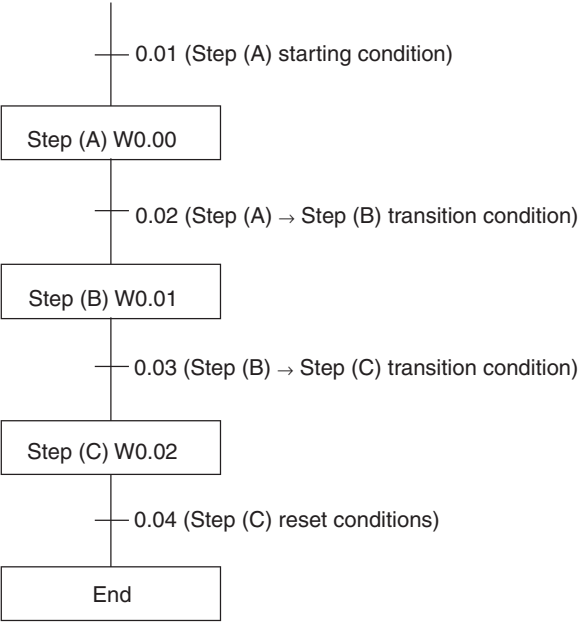 0.01 (Step (A) starting condition)
Step (A) W0.00
0.02 (Step (A) → Step (B) transition condition)
Step (B) W0.01
0.03 (Step (B) → Step (C) transition condition)
Step (C) W0.02
0.04 (Step (C) reset conditions)
End